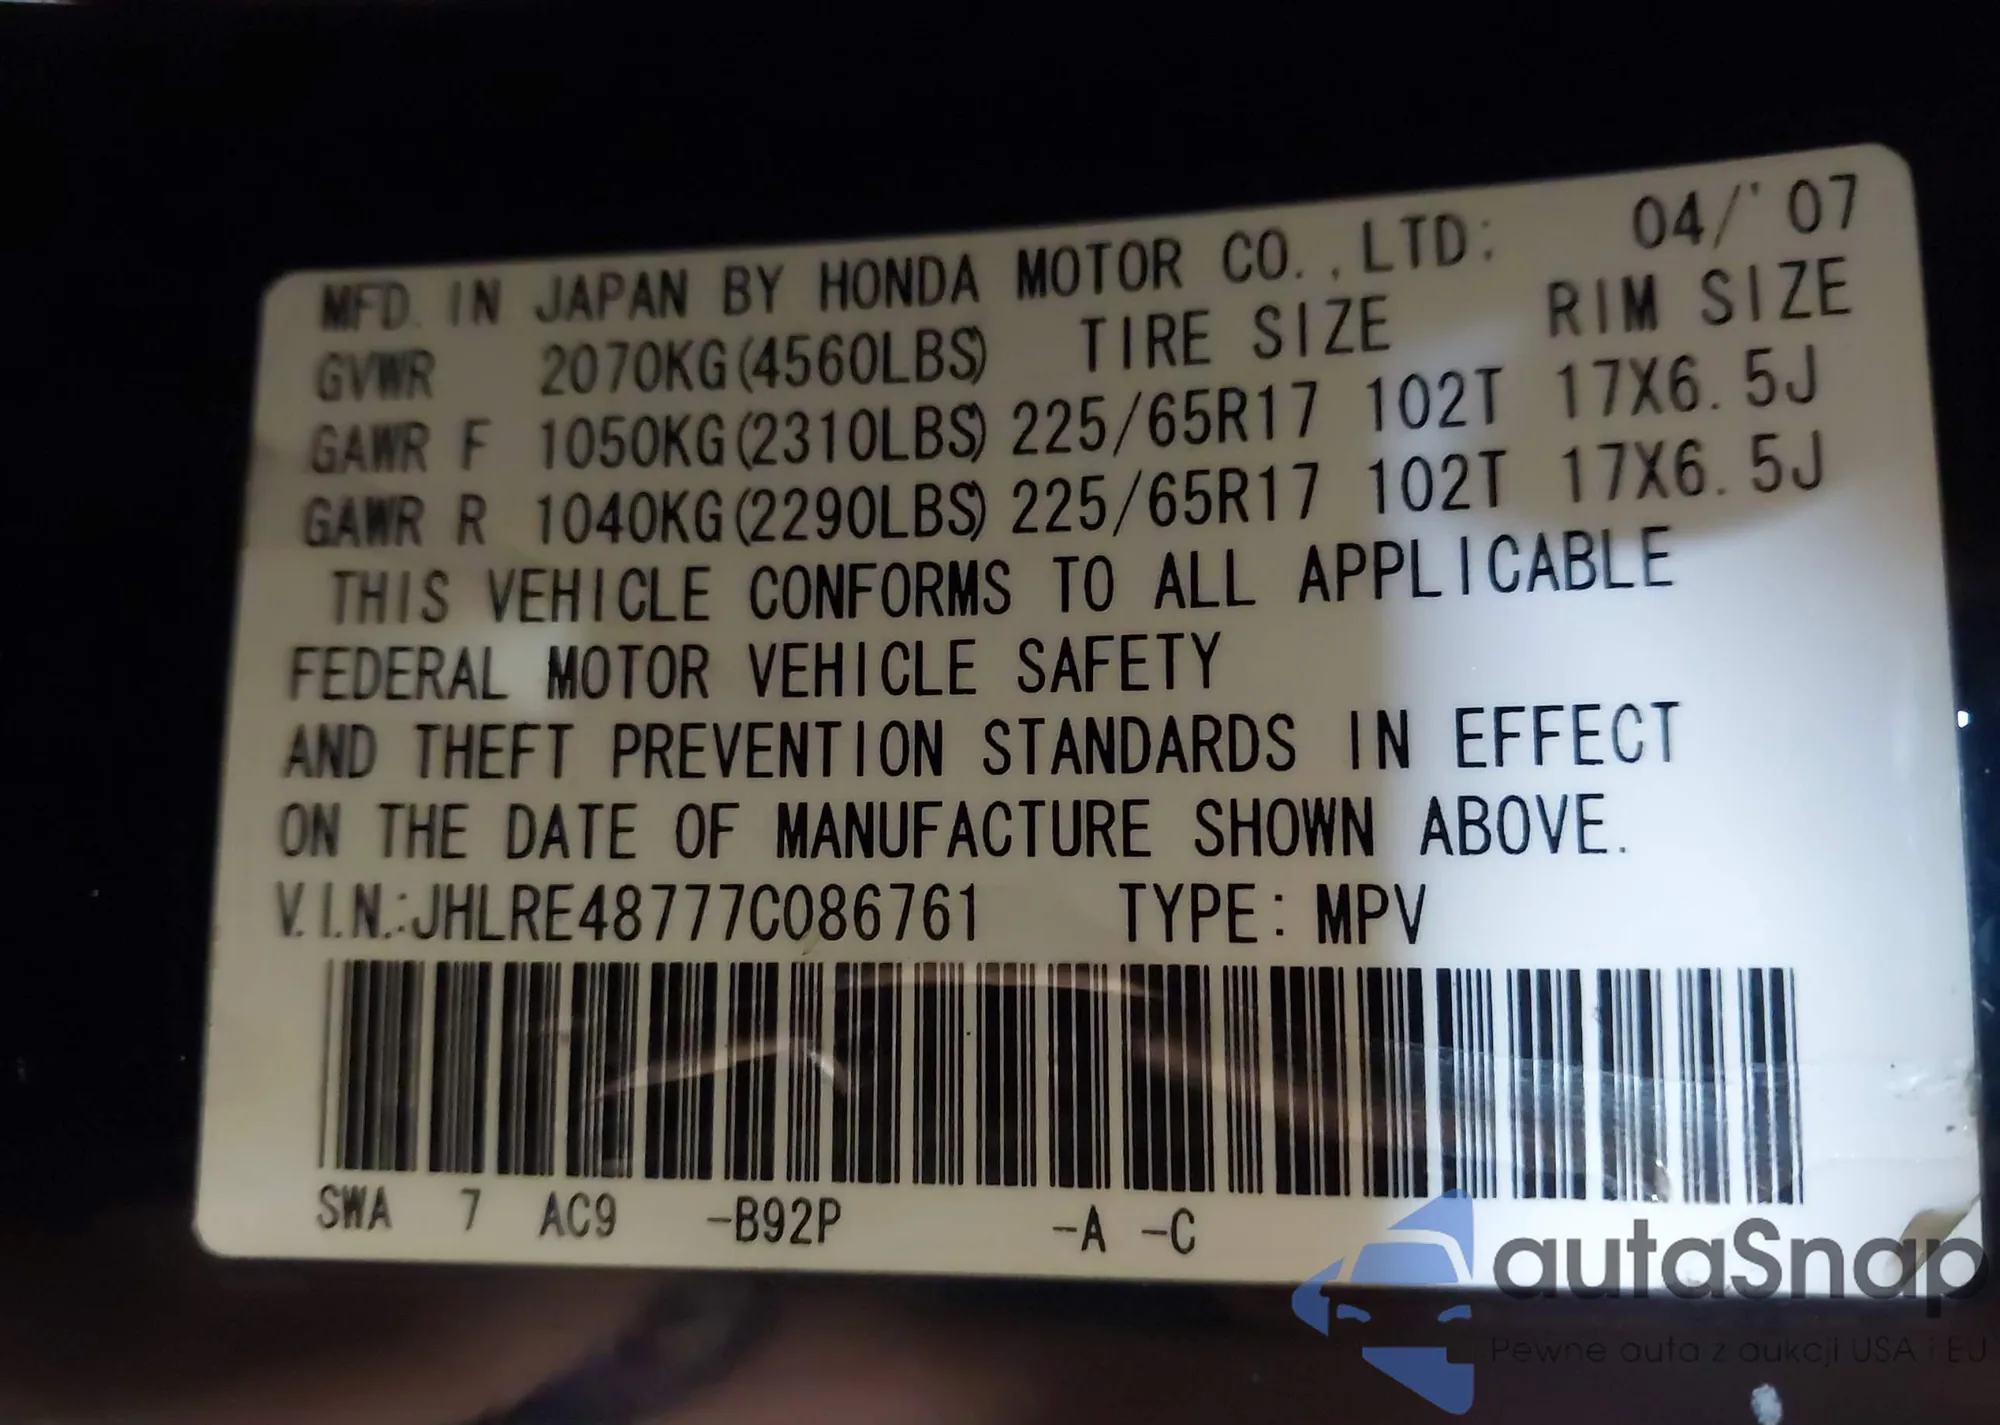 MFD. IN JAPAN BY HONDA MOTOR CO.,LTD: 04/'07
GVWR 2070KG(4560LBS) TIRE SIZE RIM SIZE
GAWR F 1050KG(2310LBS) 225/65R17 102T 17X6.5J
GAWR R 1040KG(2290LBS) 225/65R17 102T 17X6.5J
THIS VEHICLE CONFORMS TO ALL APPLICABLE
FEDERAL MOTOR VEHICLE SAFETY
AND THEFT PREVENTION STANDARDS IN EFFECT
ON THE DATE OF MANUFACTURE SHOWN ABOVE.
V.I.N.:JHLRE48777C086761 TYPE: MPV
SWA 7 AC9 -B92P -A -C
autaSnap
Pewne auta z aukcji USA i EU